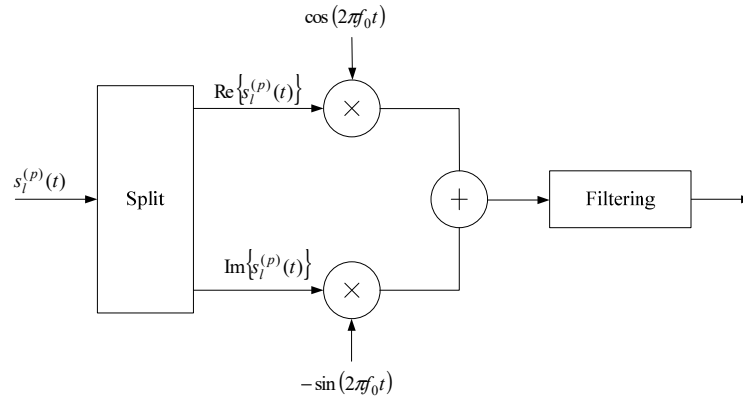 cos(2πf₀t)
Re{s_l^(p)(t)}
×
s_l^(p)(t)
Split
+
Filtering
Im{s_l^(p)(t)}
×
−sin(2πf₀t)